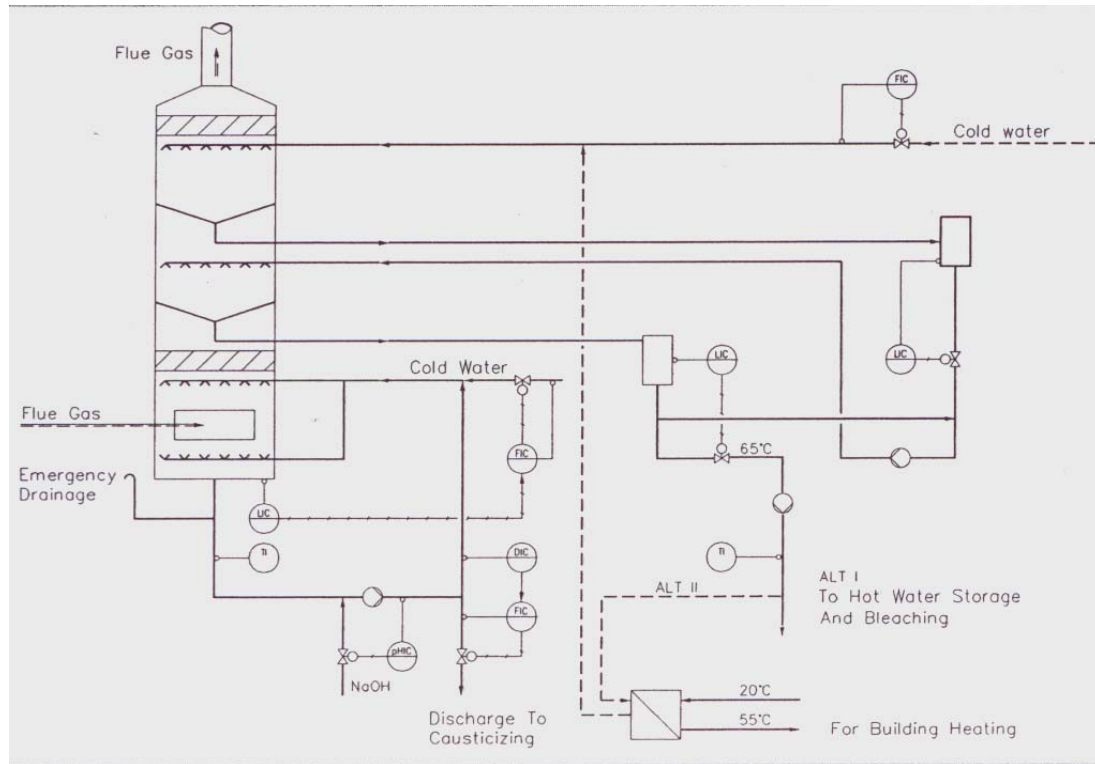 Flue Gas
FIC
Cold water
LIC
LIC
Cold Water
Flue Gas
65°C
FIC
Emergency
Drainage
LIC
TI
DIC
TI
ALT I
To Hot Water Storage
And Bleaching
ALT II
FIC
pHIC
NaOH
20°C
Discharge To
Causticizing
55°C
For Building Heating